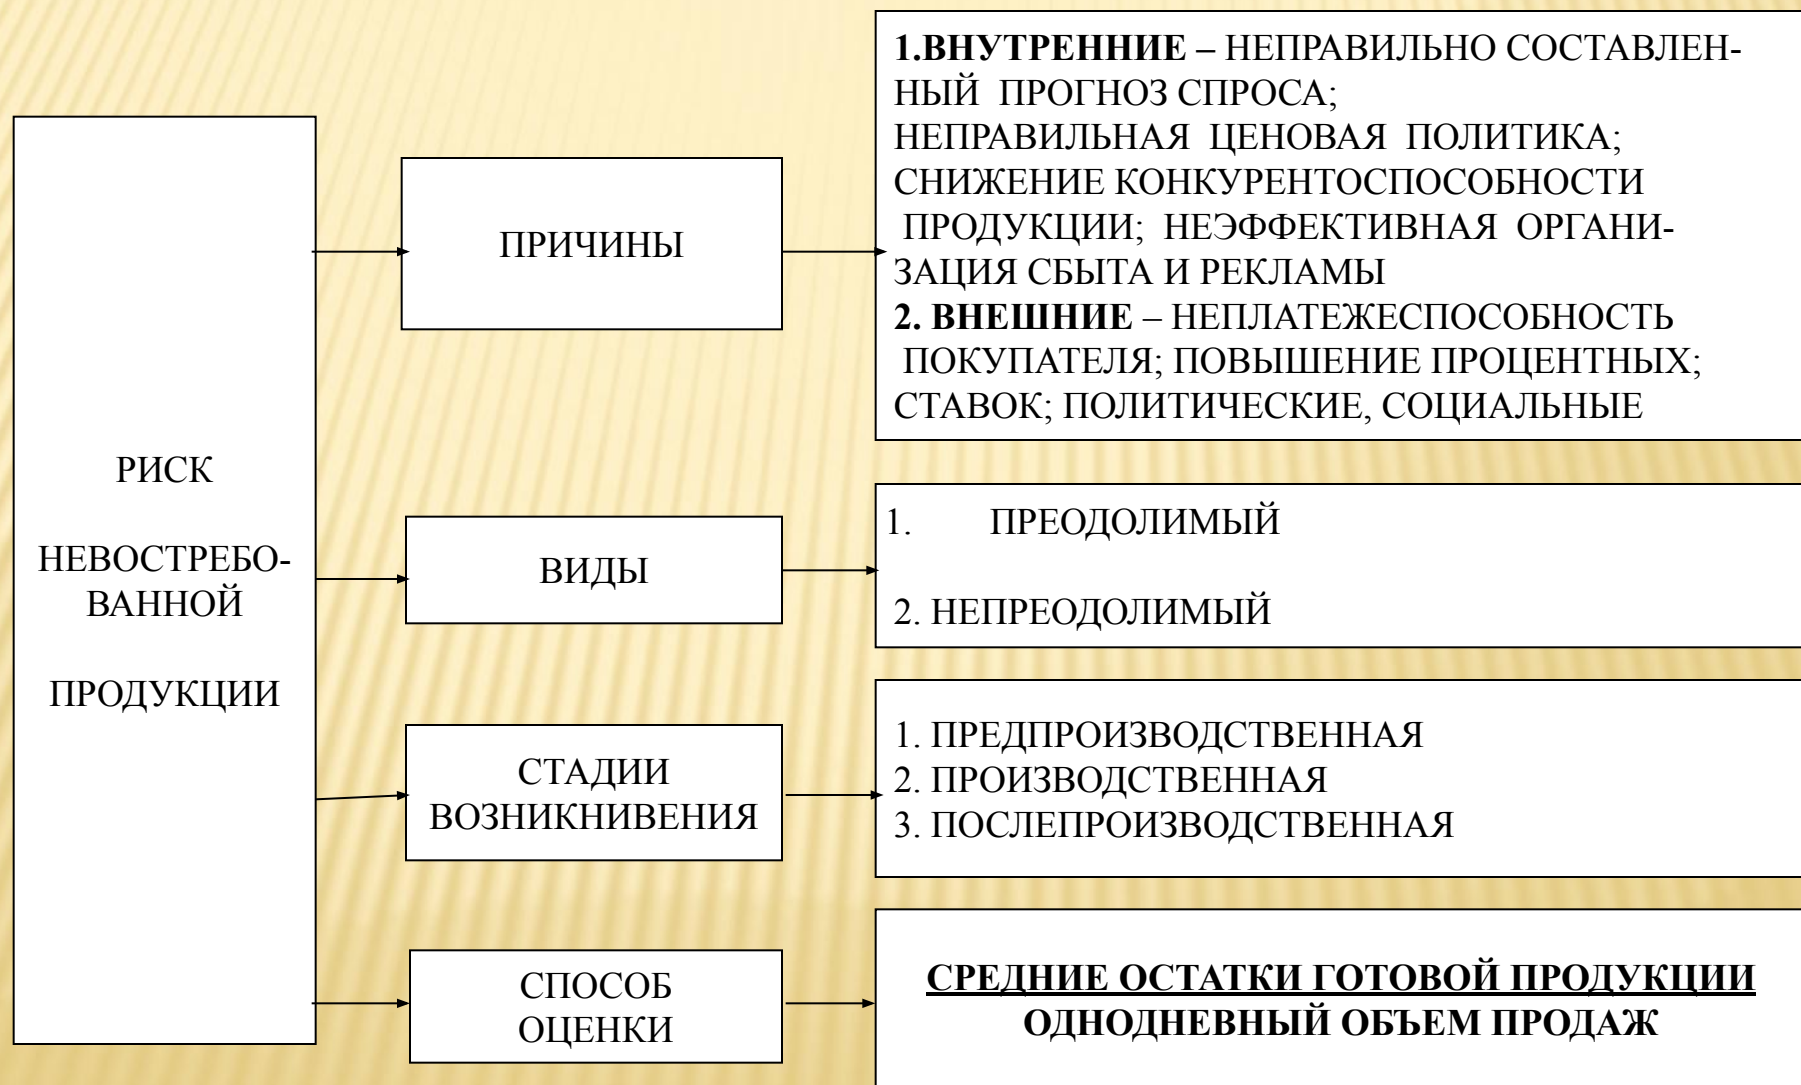 РИСК
НЕВОСТРЕБО-
ВАННОЙ
ПРОДУКЦИИ
ПРИЧИНЫ
1.ВНУТРЕННИЕ – НЕПРАВИЛЬНО СОСТАВЛЕН-
НЫЙ ПРОГНОЗ СПРОСА;
НЕПРАВИЛЬНАЯ ЦЕНОВАЯ ПОЛИТИКА;
СНИЖЕНИЕ КОНКУРЕНТОСПОСОБНОСТИ
ПРОДУКЦИИ; НЕЭФФЕКТИВНАЯ ОРГАНИ-
ЗАЦИЯ СБЫТА И РЕКЛАМЫ
2. ВНЕШНИЕ – НЕПЛАТЕЖЕСПОСОБНОСТЬ
ПОКУПАТЕЛЯ; ПОВЫШЕНИЕ ПРОЦЕНТНЫХ;
СТАВОК; ПОЛИТИЧЕСКИЕ, СОЦИАЛЬНЫЕ
ВИДЫ
1. ПРЕОДОЛИМЫЙ
2. НЕПРЕОДОЛИМЫЙ
СТАДИИ
ВОЗНИКНИВЕНИЯ
1. ПРЕДПРОИЗВОДСТВЕННАЯ
2. ПРОИЗВОДСТВЕННАЯ
3. ПОСЛЕПРОИЗВОДСТВЕННАЯ
СПОСОБ
ОЦЕНКИ
СРЕДНИЕ ОСТАТКИ ГОТОВОЙ ПРОДУКЦИИ
ОДНОДНЕВНЫЙ ОБЪЕМ ПРОДАЖ